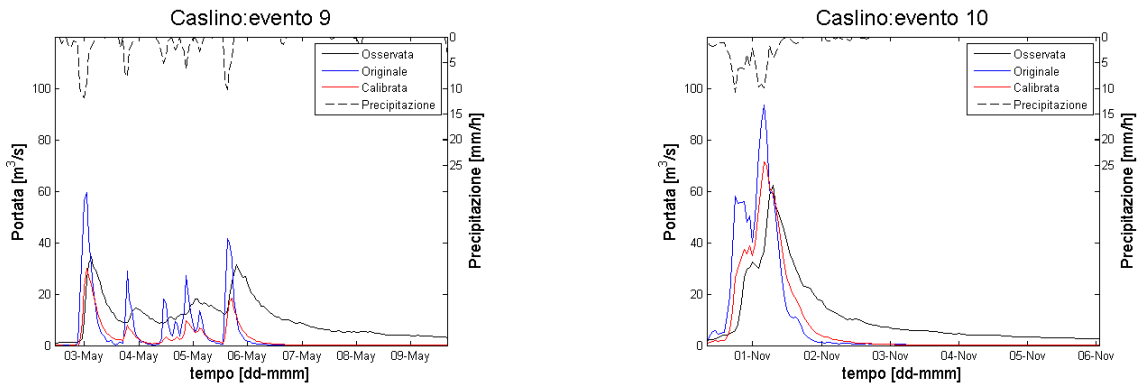 Caslino:evento 9
Portata [m³/s]
0
20
40
60
80
100
0
5
10
15
20
25
Precipitazione [mm/h]
Osservata
Originale
Calibrata
Precipitazione
03-May
04-May
05-May
06-May
07-May
08-May
09-May
tempo [dd-mmm]
Caslino:evento 10
Portata [m³/s]
0
20
40
60
80
100
0
5
10
15
20
25
Precipitazione [mm/h]
Osservata
Originale
Calibrata
Precipitazione
01-Nov
02-Nov
03-Nov
04-Nov
05-Nov
06-Nov
tempo [dd-mmm]